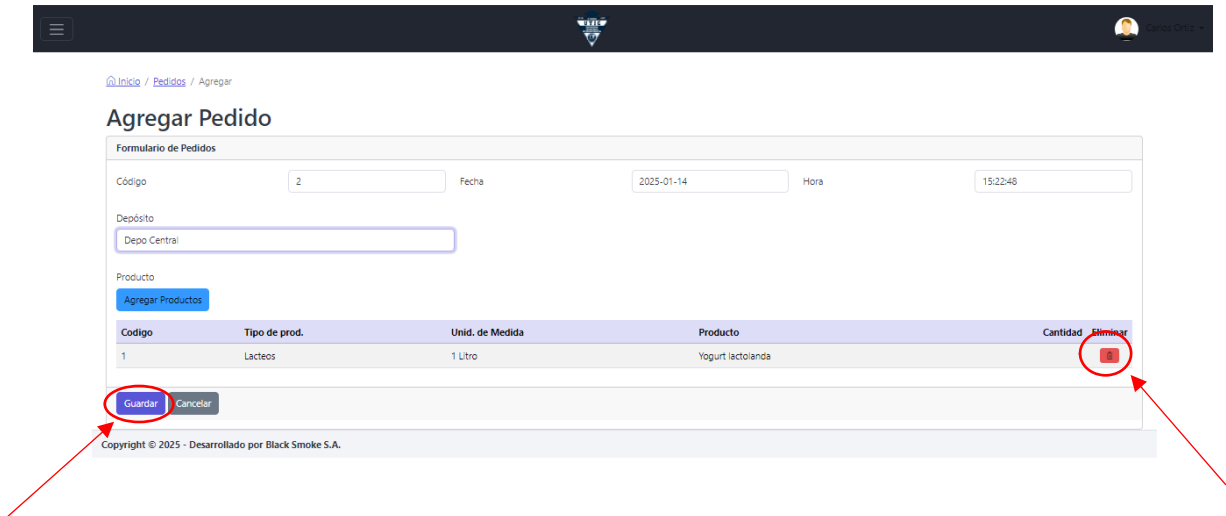 UTIC
Carlos Ortiz
Inicio / Pedidos / Agregar
Agregar Pedido
Formulario de Pedidos
Código 2 Fecha 2025-01-14 Hora 15:22:48
Depósito
Depo Central
Producto
Agregar Productos
Codigo Tipo de prod. Unid. de Medida Producto Cantidad Eliminar
1 Lacteos 1 Litro Yogurt lactolanda
Guardar Cancelar
Copyright © 2025 - Desarrollado por Black Smoke S.A.